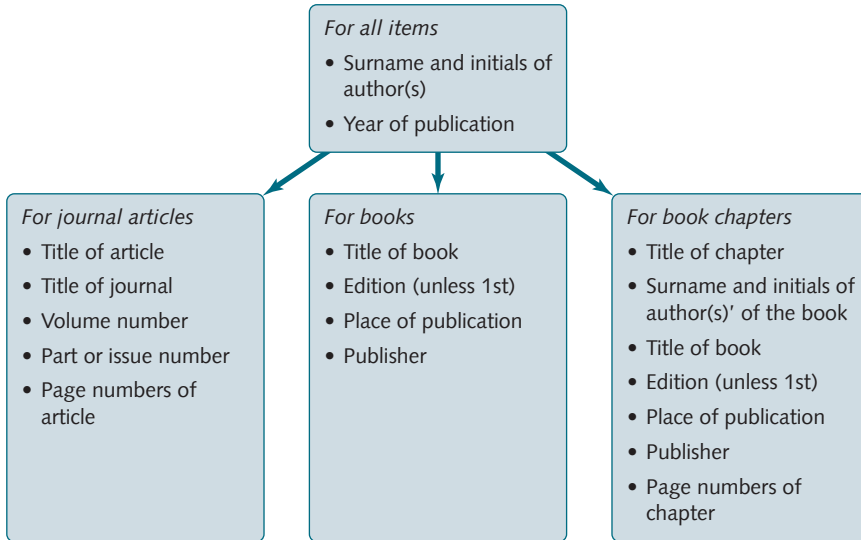 For all items
• Surname and initials of
author(s)
• Year of publication
For journal articles
• Title of article
• Title of journal
• Volume number
• Part or issue number
• Page numbers of
article
For books
• Title of book
• Edition (unless 1st)
• Place of publication
• Publisher
For book chapters
• Title of chapter
• Surname and initials of
author(s)' of the book
• Title of book
• Edition (unless 1st)
• Place of publication
• Publisher
• Page numbers of
chapter